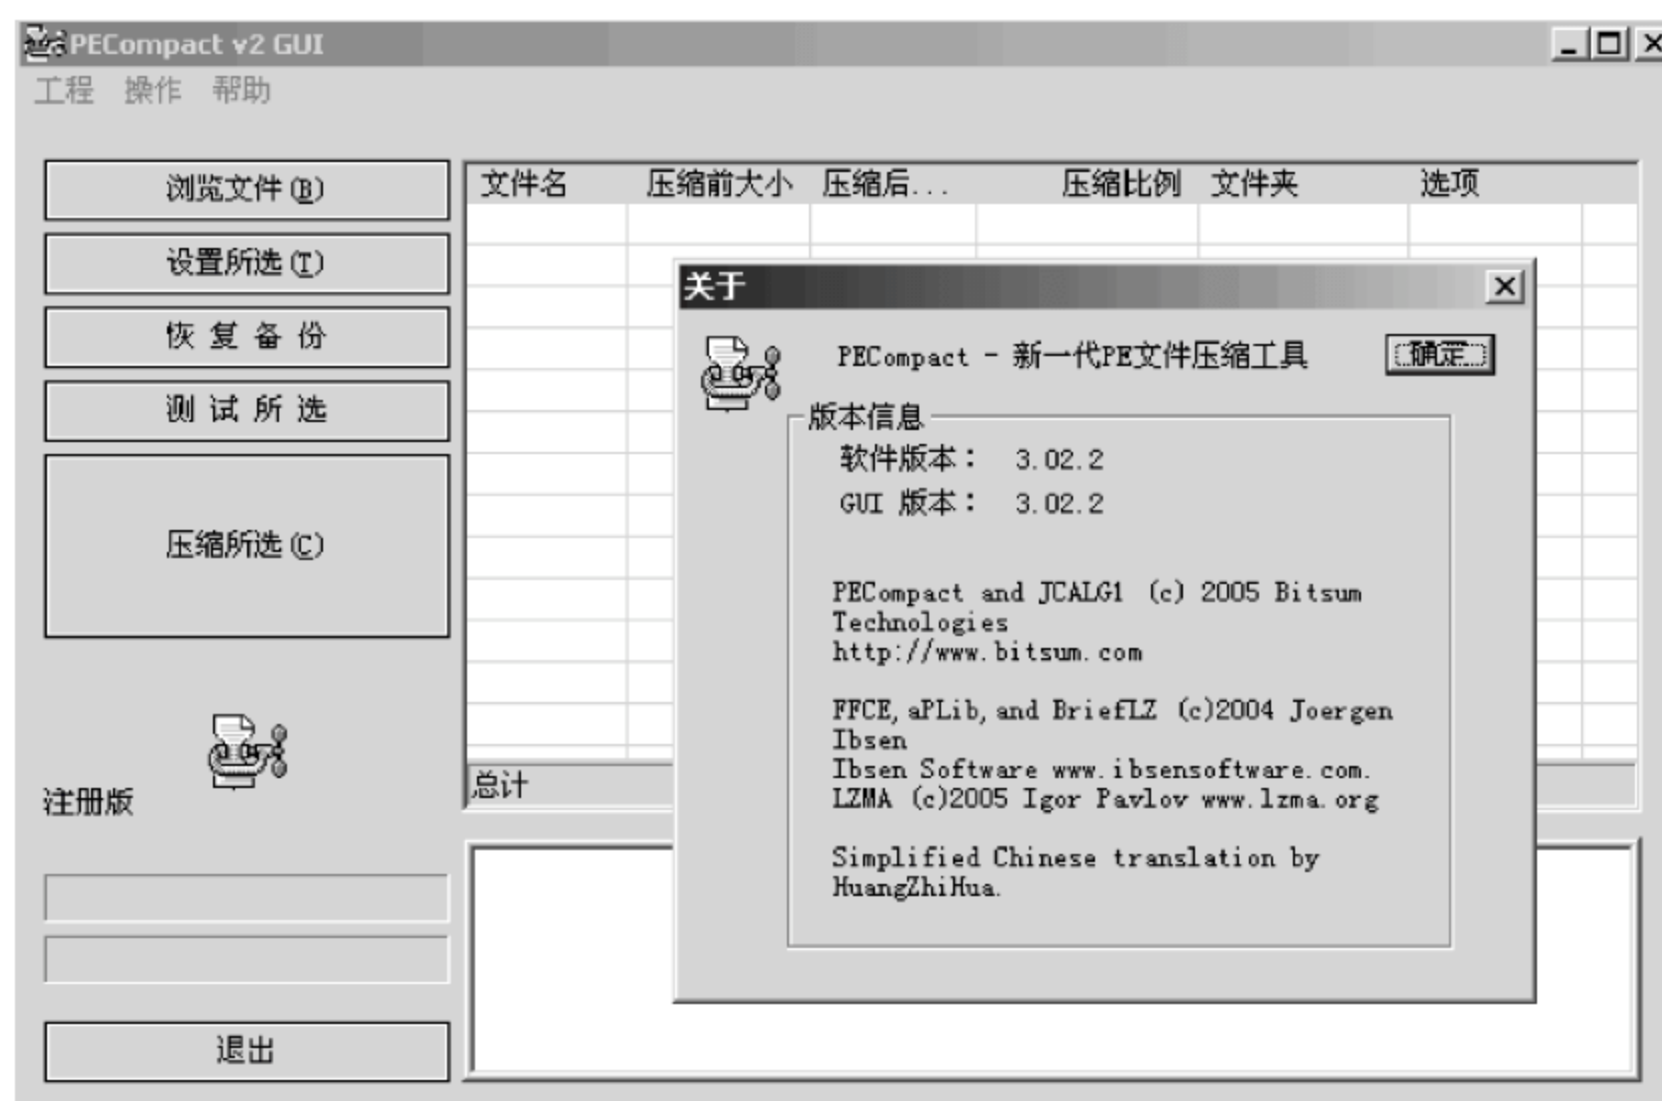 PECompact v2 GUI
工程 操作 帮助
浏览文件(B)
设置所选(T)
恢 复 备 份
测 试 所 选
压缩所选(C)
注册版
退出
文件名 压缩前大小 压缩后... 压缩比例 文件夹 选项
总计
关于
PECompact - 新一代PE文件压缩工具
确定
版本信息
软件版本： 3.02.2
GUI 版本： 3.02.2
PECompact and JCALG1 (c) 2005 Bitsum
Technologies
http://www.bitsum.com
FFCE,aPLib,and BriefLZ (c)2004 Joergen
Ibsen
Ibsen Software www.ibsensoftware.com.
LZMA (c)2005 Igor Pavlov www.lzma.org
Simplified Chinese translation by
HuangZhiHua.